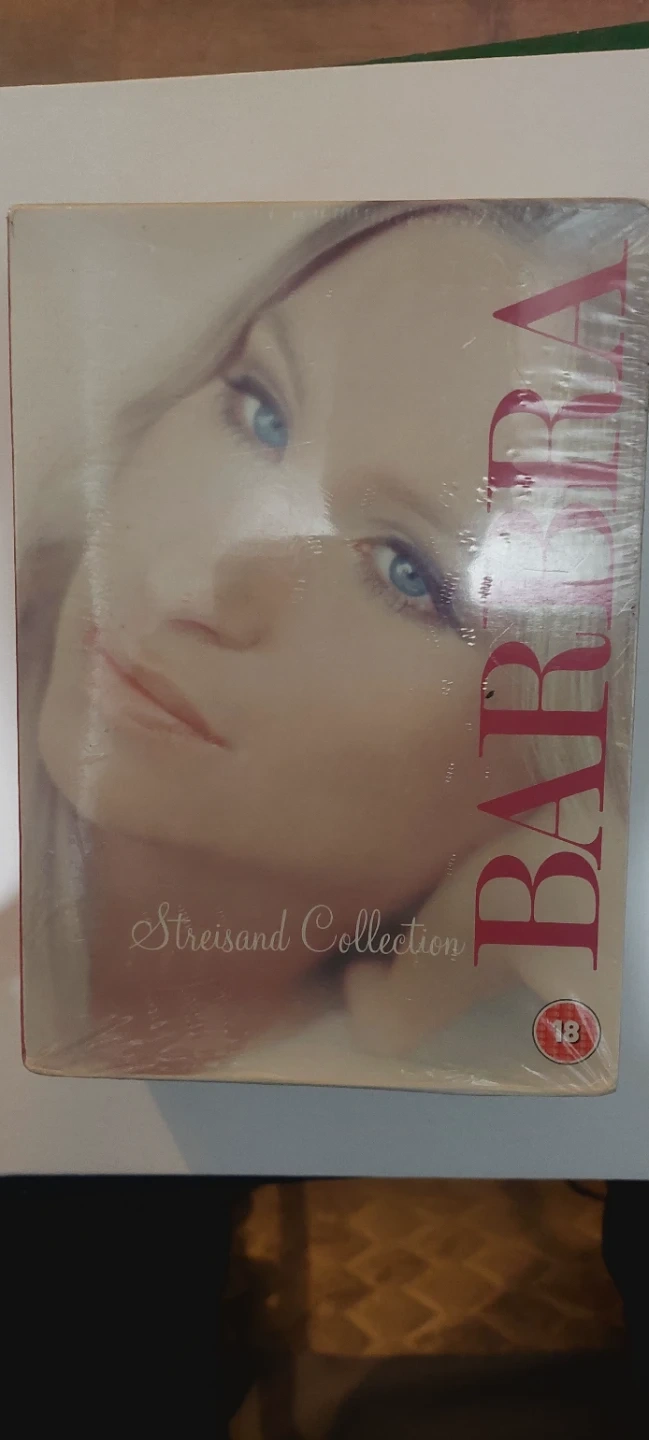 BARBRA
Streisand Collection
18